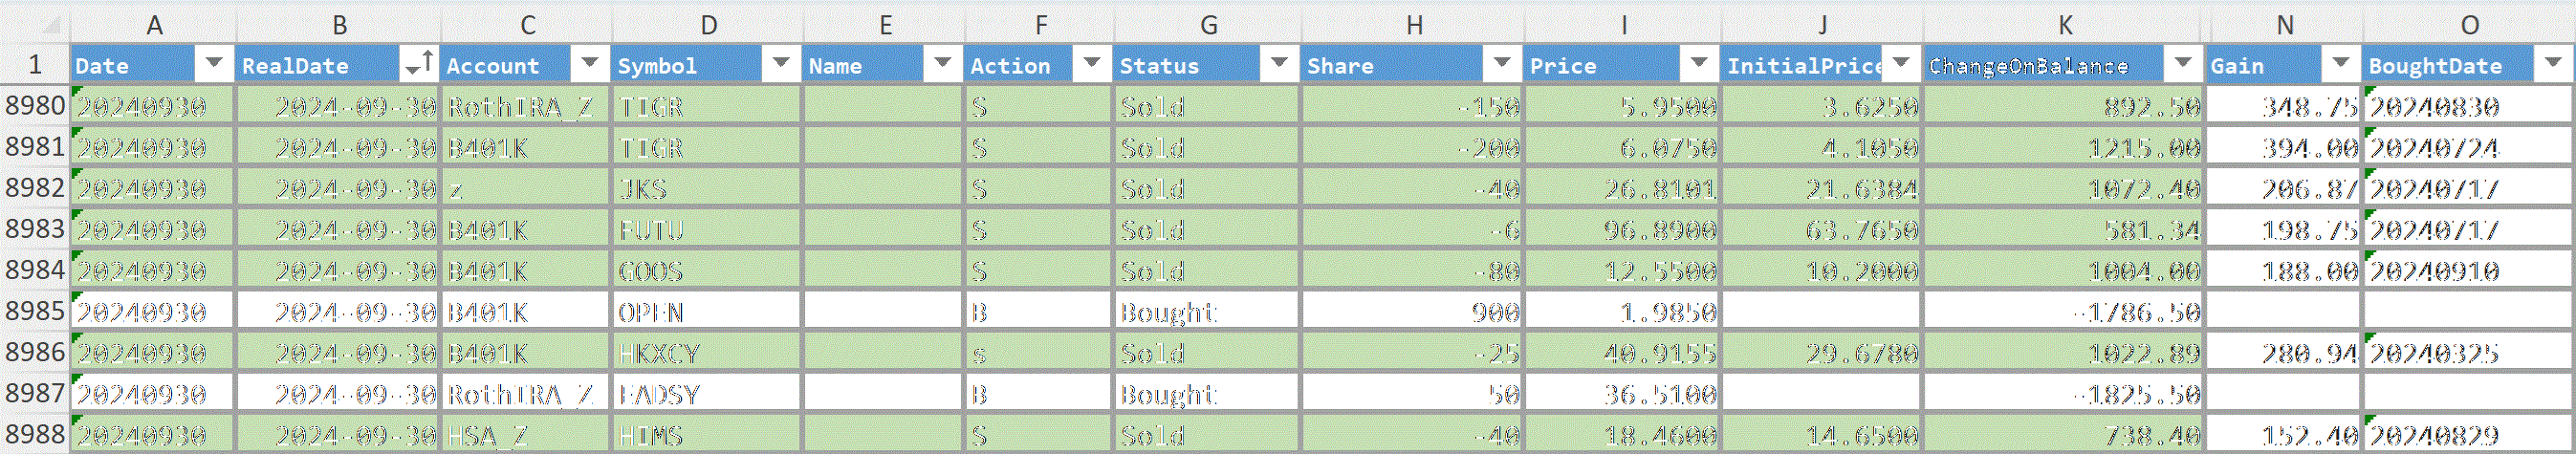 A B C D E F G H I J K N O
1 Date RealDate Account Symbol Name Action Status Share Price InitialPrice ChangeOnBalance Gain BoughtDate
8980 20240930 2024-09-30 RothIRA_Z TIGR S Sold -150 5.9500 3.6250 892.50 348.75 20240830
8981 20240930 2024-09-30 B401K TIGR S Sold -200 6.0750 4.1050 1215.00 394.00 20240724
8982 20240930 2024-09-30 z JKS S Sold -40 26.8101 21.6384 1072.40 206.87 20240717
8983 20240930 2024-09-30 B401K FUTU S Sold -6 96.8900 63.7650 581.34 198.75 20240717
8984 20240930 2024-09-30 B401K GOOS S Sold -80 12.5500 10.2000 1004.00 188.00 20240910
8985 20240930 2024-09-30 B401K OPEN B Bought 900 1.9850 -1786.50
8986 20240930 2024-09-30 B401K HKXCY s Sold -25 40.9155 29.6780 1022.89 280.94 20240325
8987 20240930 2024-09-30 RothIRA_Z EADSY B Bought 50 36.5100 -1825.50
8988 20240930 2024-09-30 HSA_Z HIMS S Sold -40 18.4600 14.6500 738.40 152.40 20240829